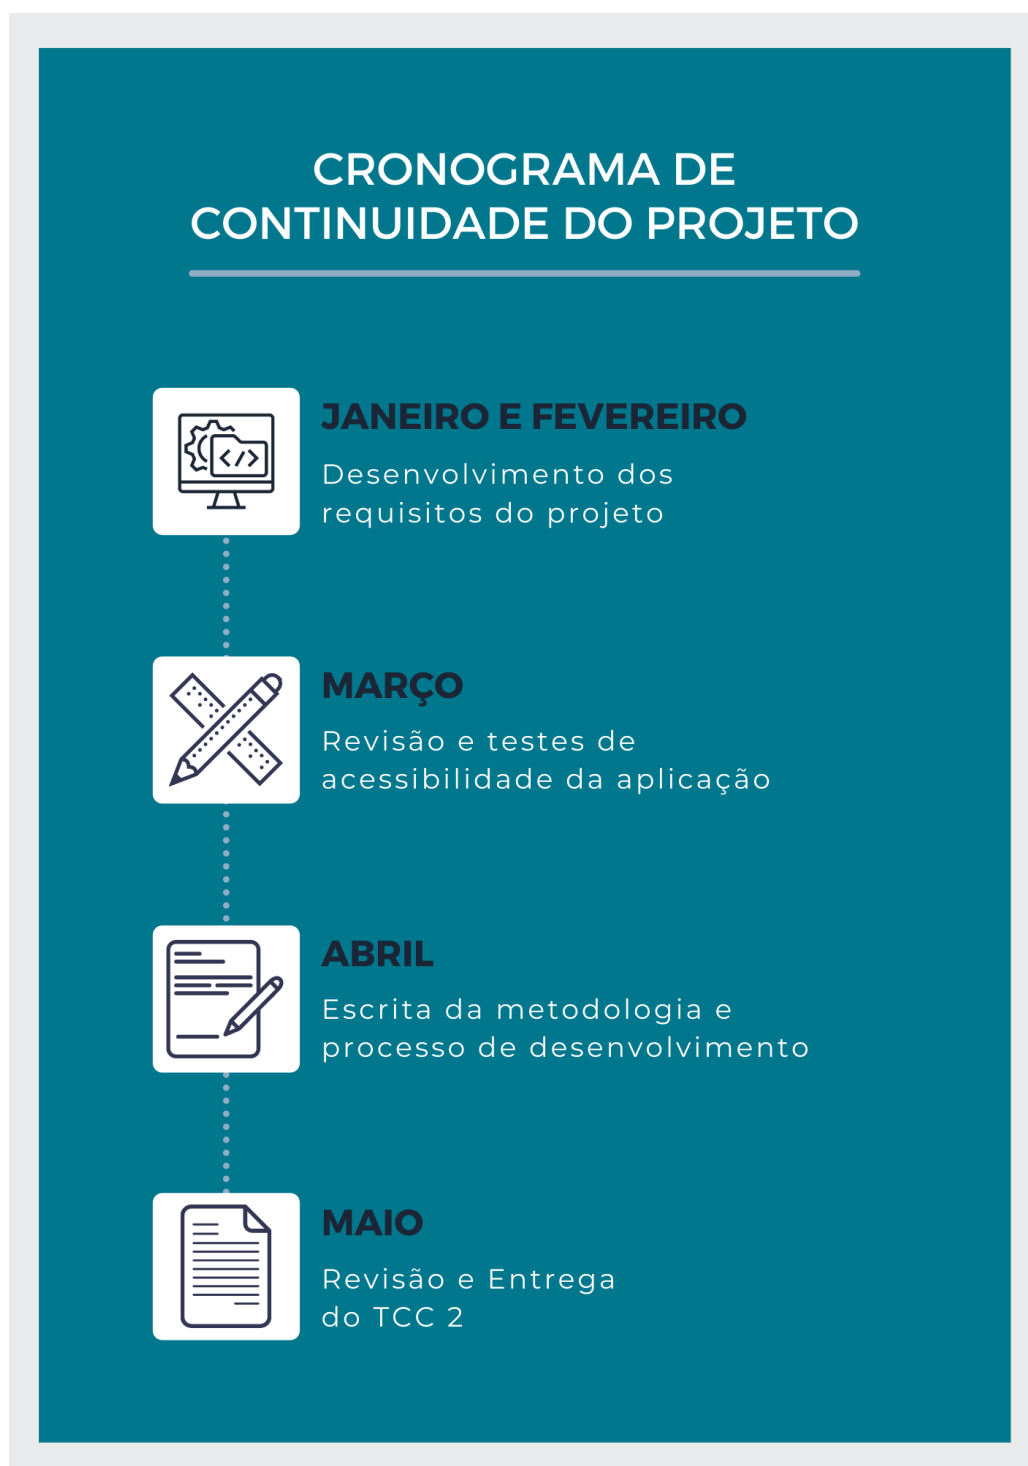 CRONOGRAMA DE
CONTINUIDADE DO PROJETO
JANEIRO E FEVEREIRO
Desenvolvimento dos
requisitos do projeto
MARÇO
Revisão e testes de
acessibilidade da aplicação
ABRIL
Escrita da metodologia e
processo de desenvolvimento
MAIO
Revisão e Entrega
do TCC 2